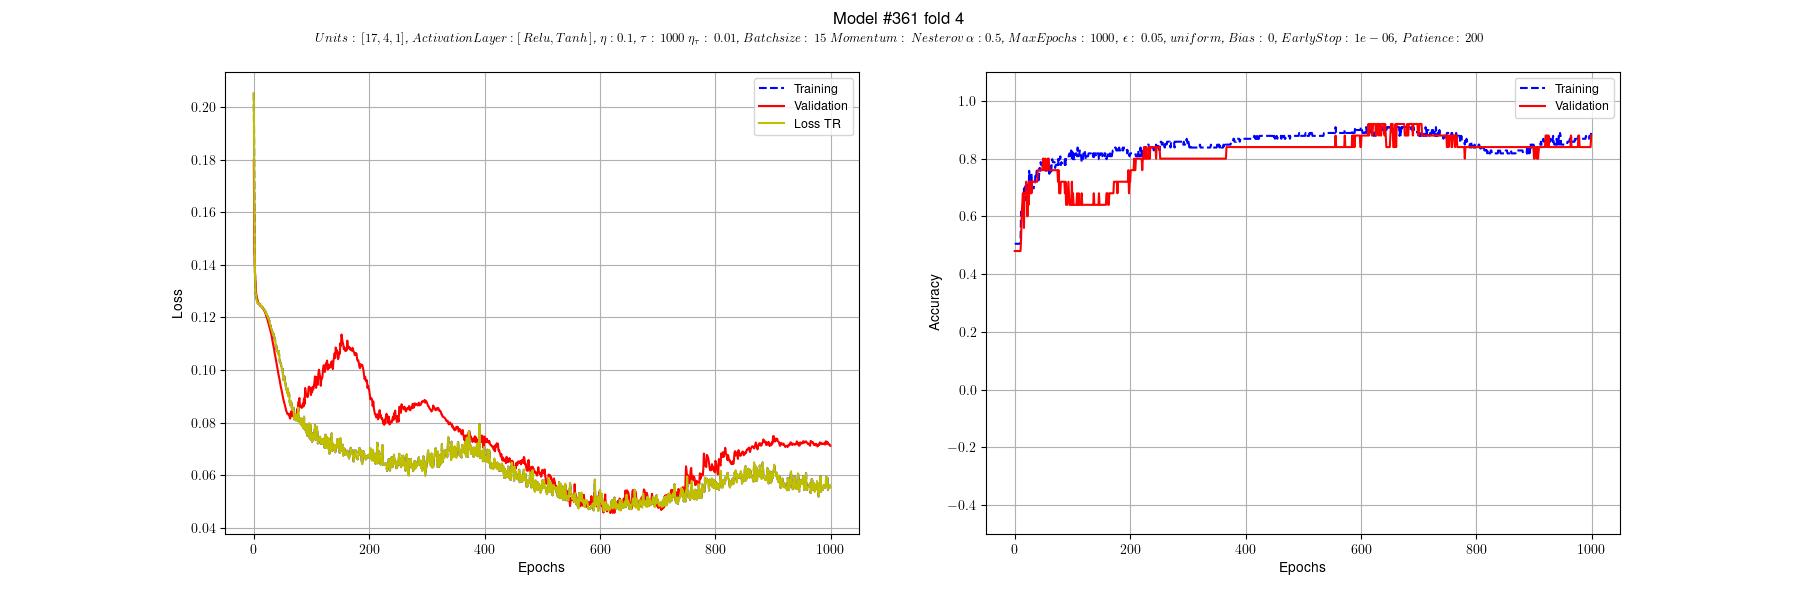 Model #361 fold 4
Units : [17, 4, 1], ActivationLayer : [ Relu, Tanh ], η : 0.1, τ : 1000 ητ : 0.01, Batchsize : 15 Momentum : Nesterov α : 0.5, MaxEpochs : 1000, ϵ : 0.05, uniform, Bias : 0, EarlyStop : 1e − 06, Patience : 200
Training
Validation
Loss TR
0.20
0.18
0.16
0.14
0.12
0.10
0.08
0.06
0.04
Loss
0 200 400 600 800 1000
Epochs
Training
Validation
1.0
0.8
0.6
0.4
0.2
0.0
−0.2
−0.4
Accuracy
0 200 400 600 800 1000
Epochs